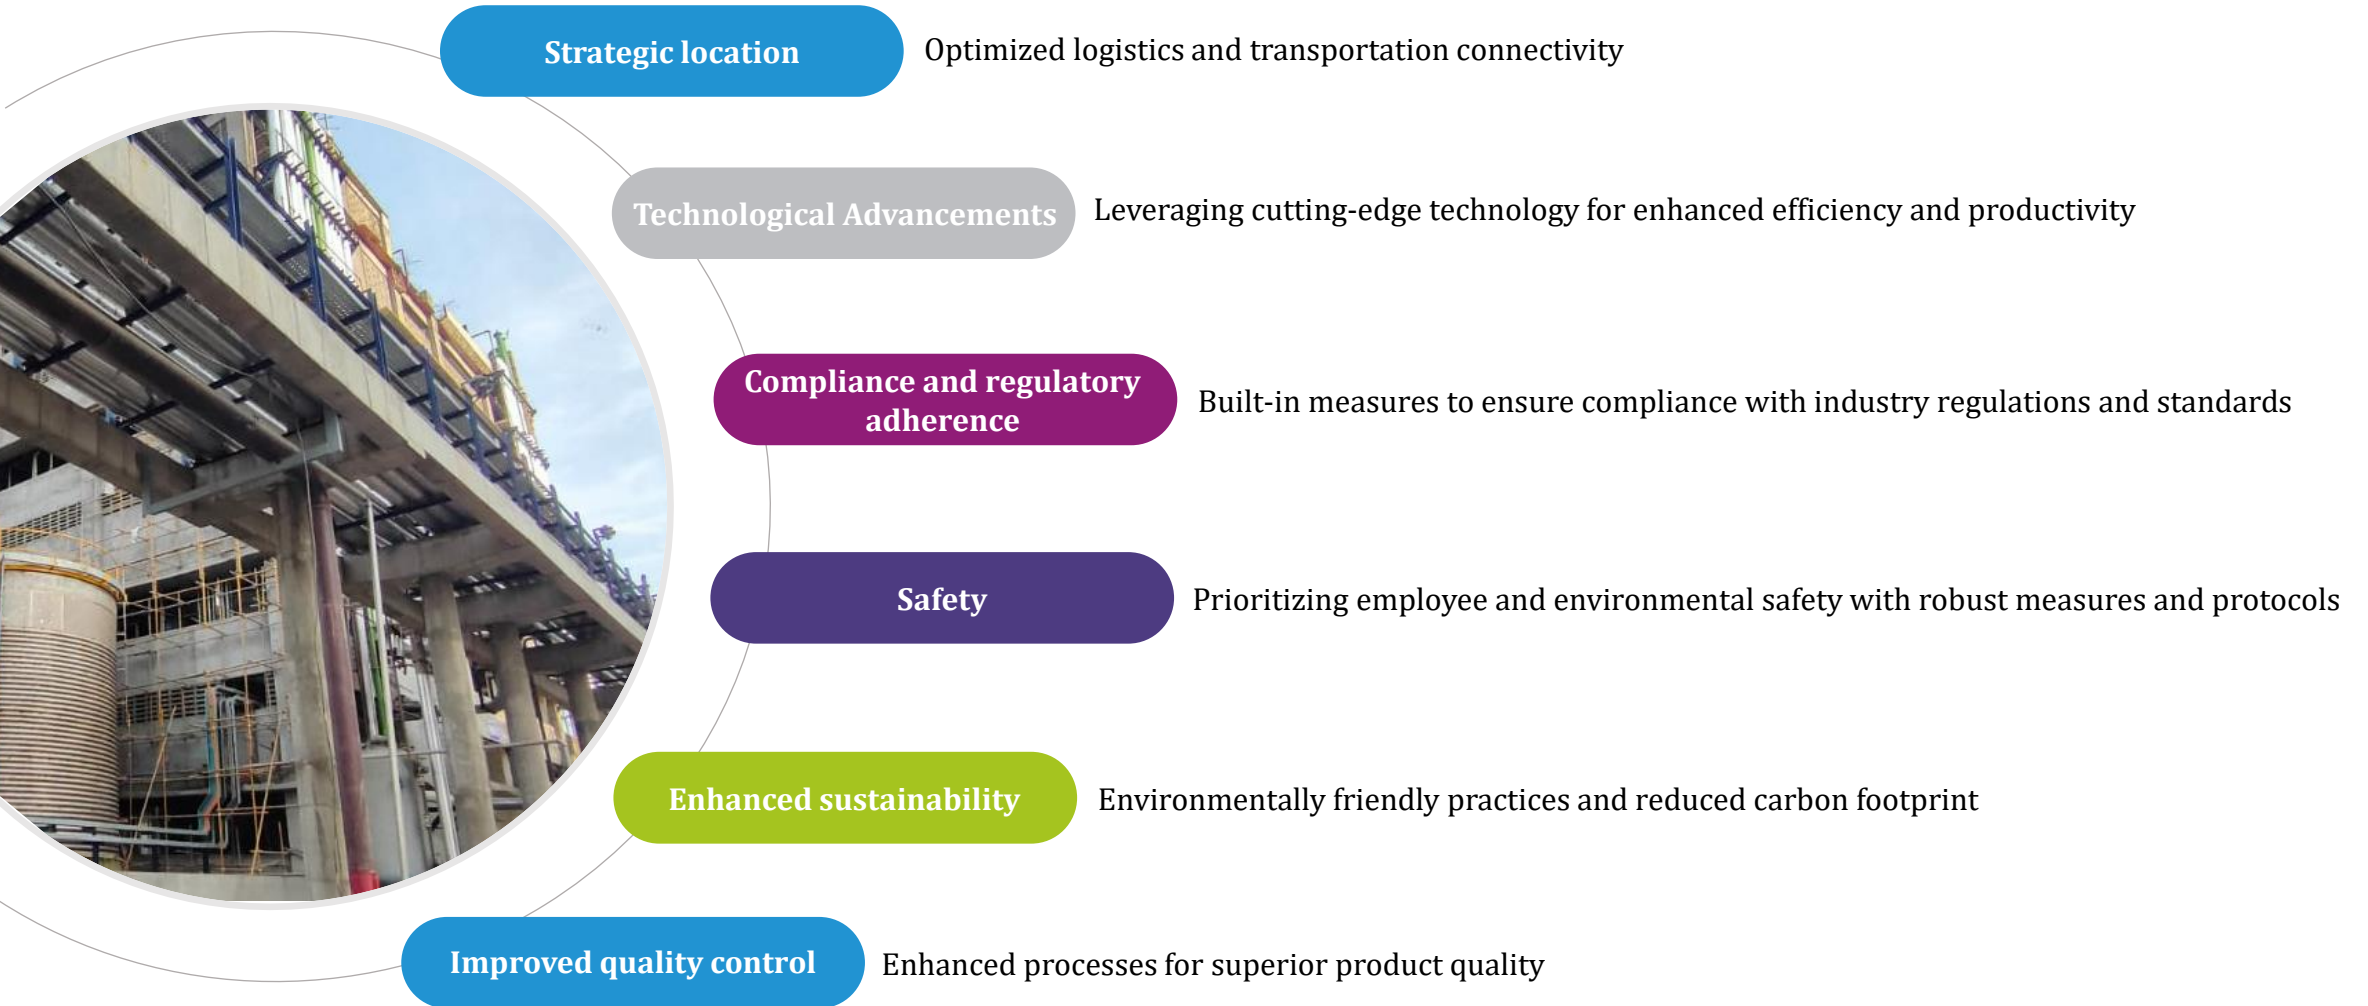 Strategic location
Optimized logistics and transportation connectivity
Technological Advancements
Leveraging cutting-edge technology for enhanced efficiency and productivity
Compliance and regulatory
adherence
Built-in measures to ensure compliance with industry regulations and standards
Safety
Prioritizing employee and environmental safety with robust measures and protocols
Enhanced sustainability
Environmentally friendly practices and reduced carbon footprint
Improved quality control
Enhanced processes for superior product quality